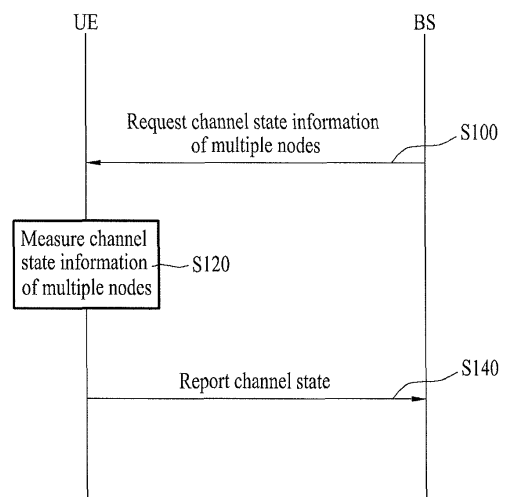 UE
BS
Request channel state information
of multiple nodes
S100
Measure channel
state information
of multiple nodes
S120
Report channel state
S140